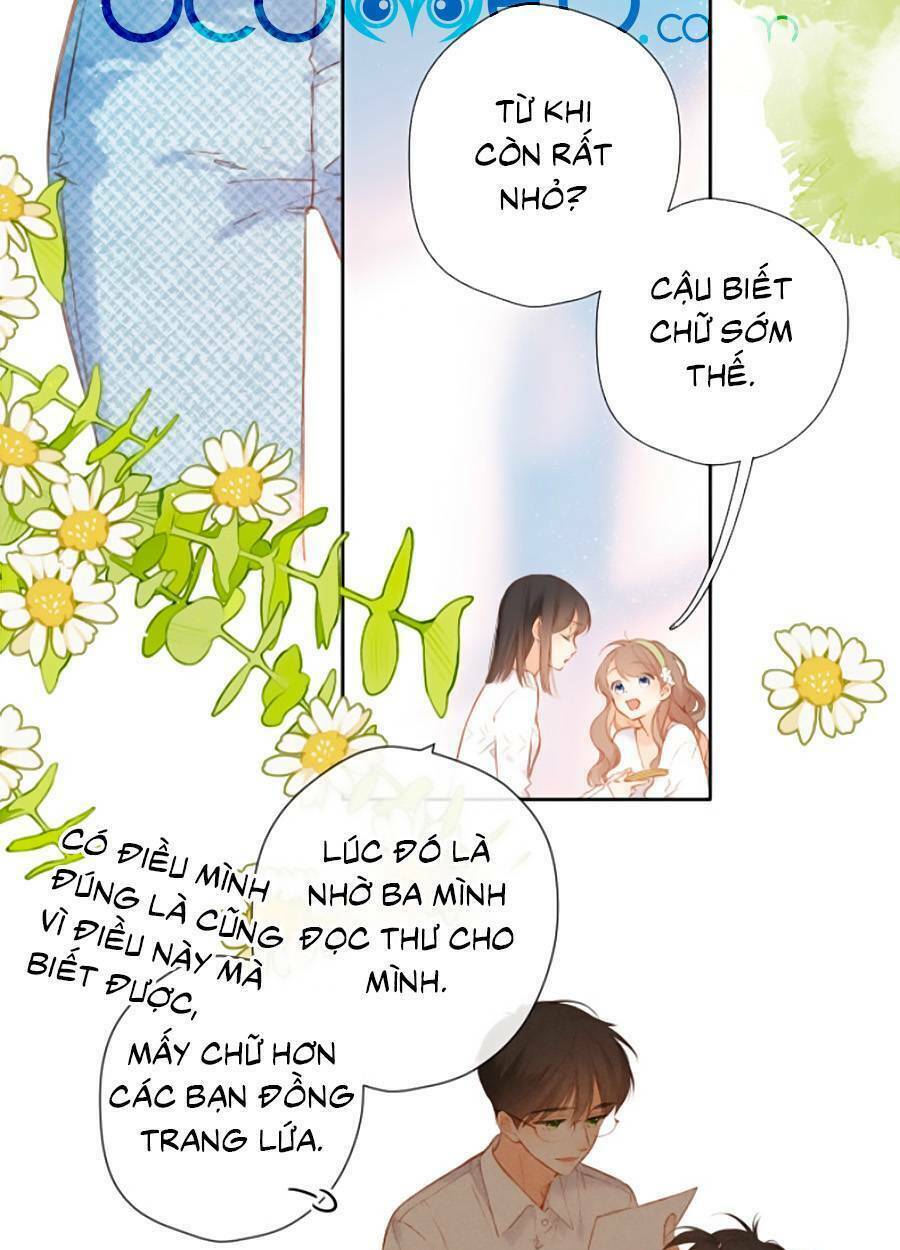 .com
TỪ KHI
CÒN RẤT
NHỎ?
CẬU BIẾT
CHỮ SỚM
THẾ.
LÚC ĐÓ LÀ
NHỜ BA MÌNH
ĐỌC THƯ CHO
MÌNH.
CÓ ĐIỀU MÌNH
ĐÚNG LÀ CŨNG
VÌ ĐIỀU NÀY MÀ
BIẾT ĐƯỢC,
MẤY CHỮ HƠN
CÁC BẠN ĐỒNG
TRANG LỨA.